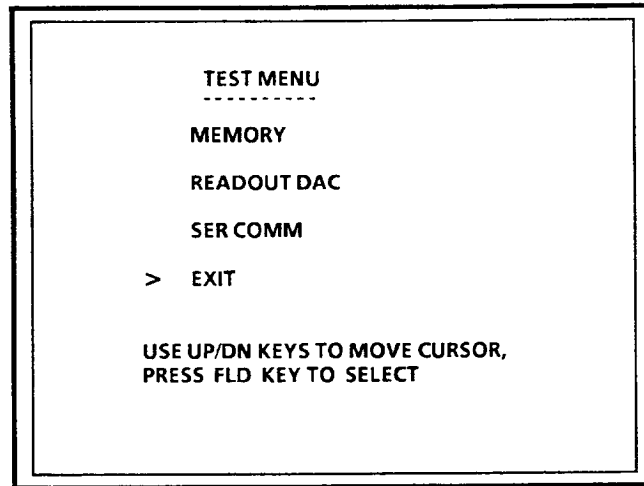 TEST MENU
-----------
MEMORY
READOUT DAC
SER COMM
> EXIT
USE UP/DN KEYS TO MOVE CURSOR,
PRESS FLD KEY TO SELECT